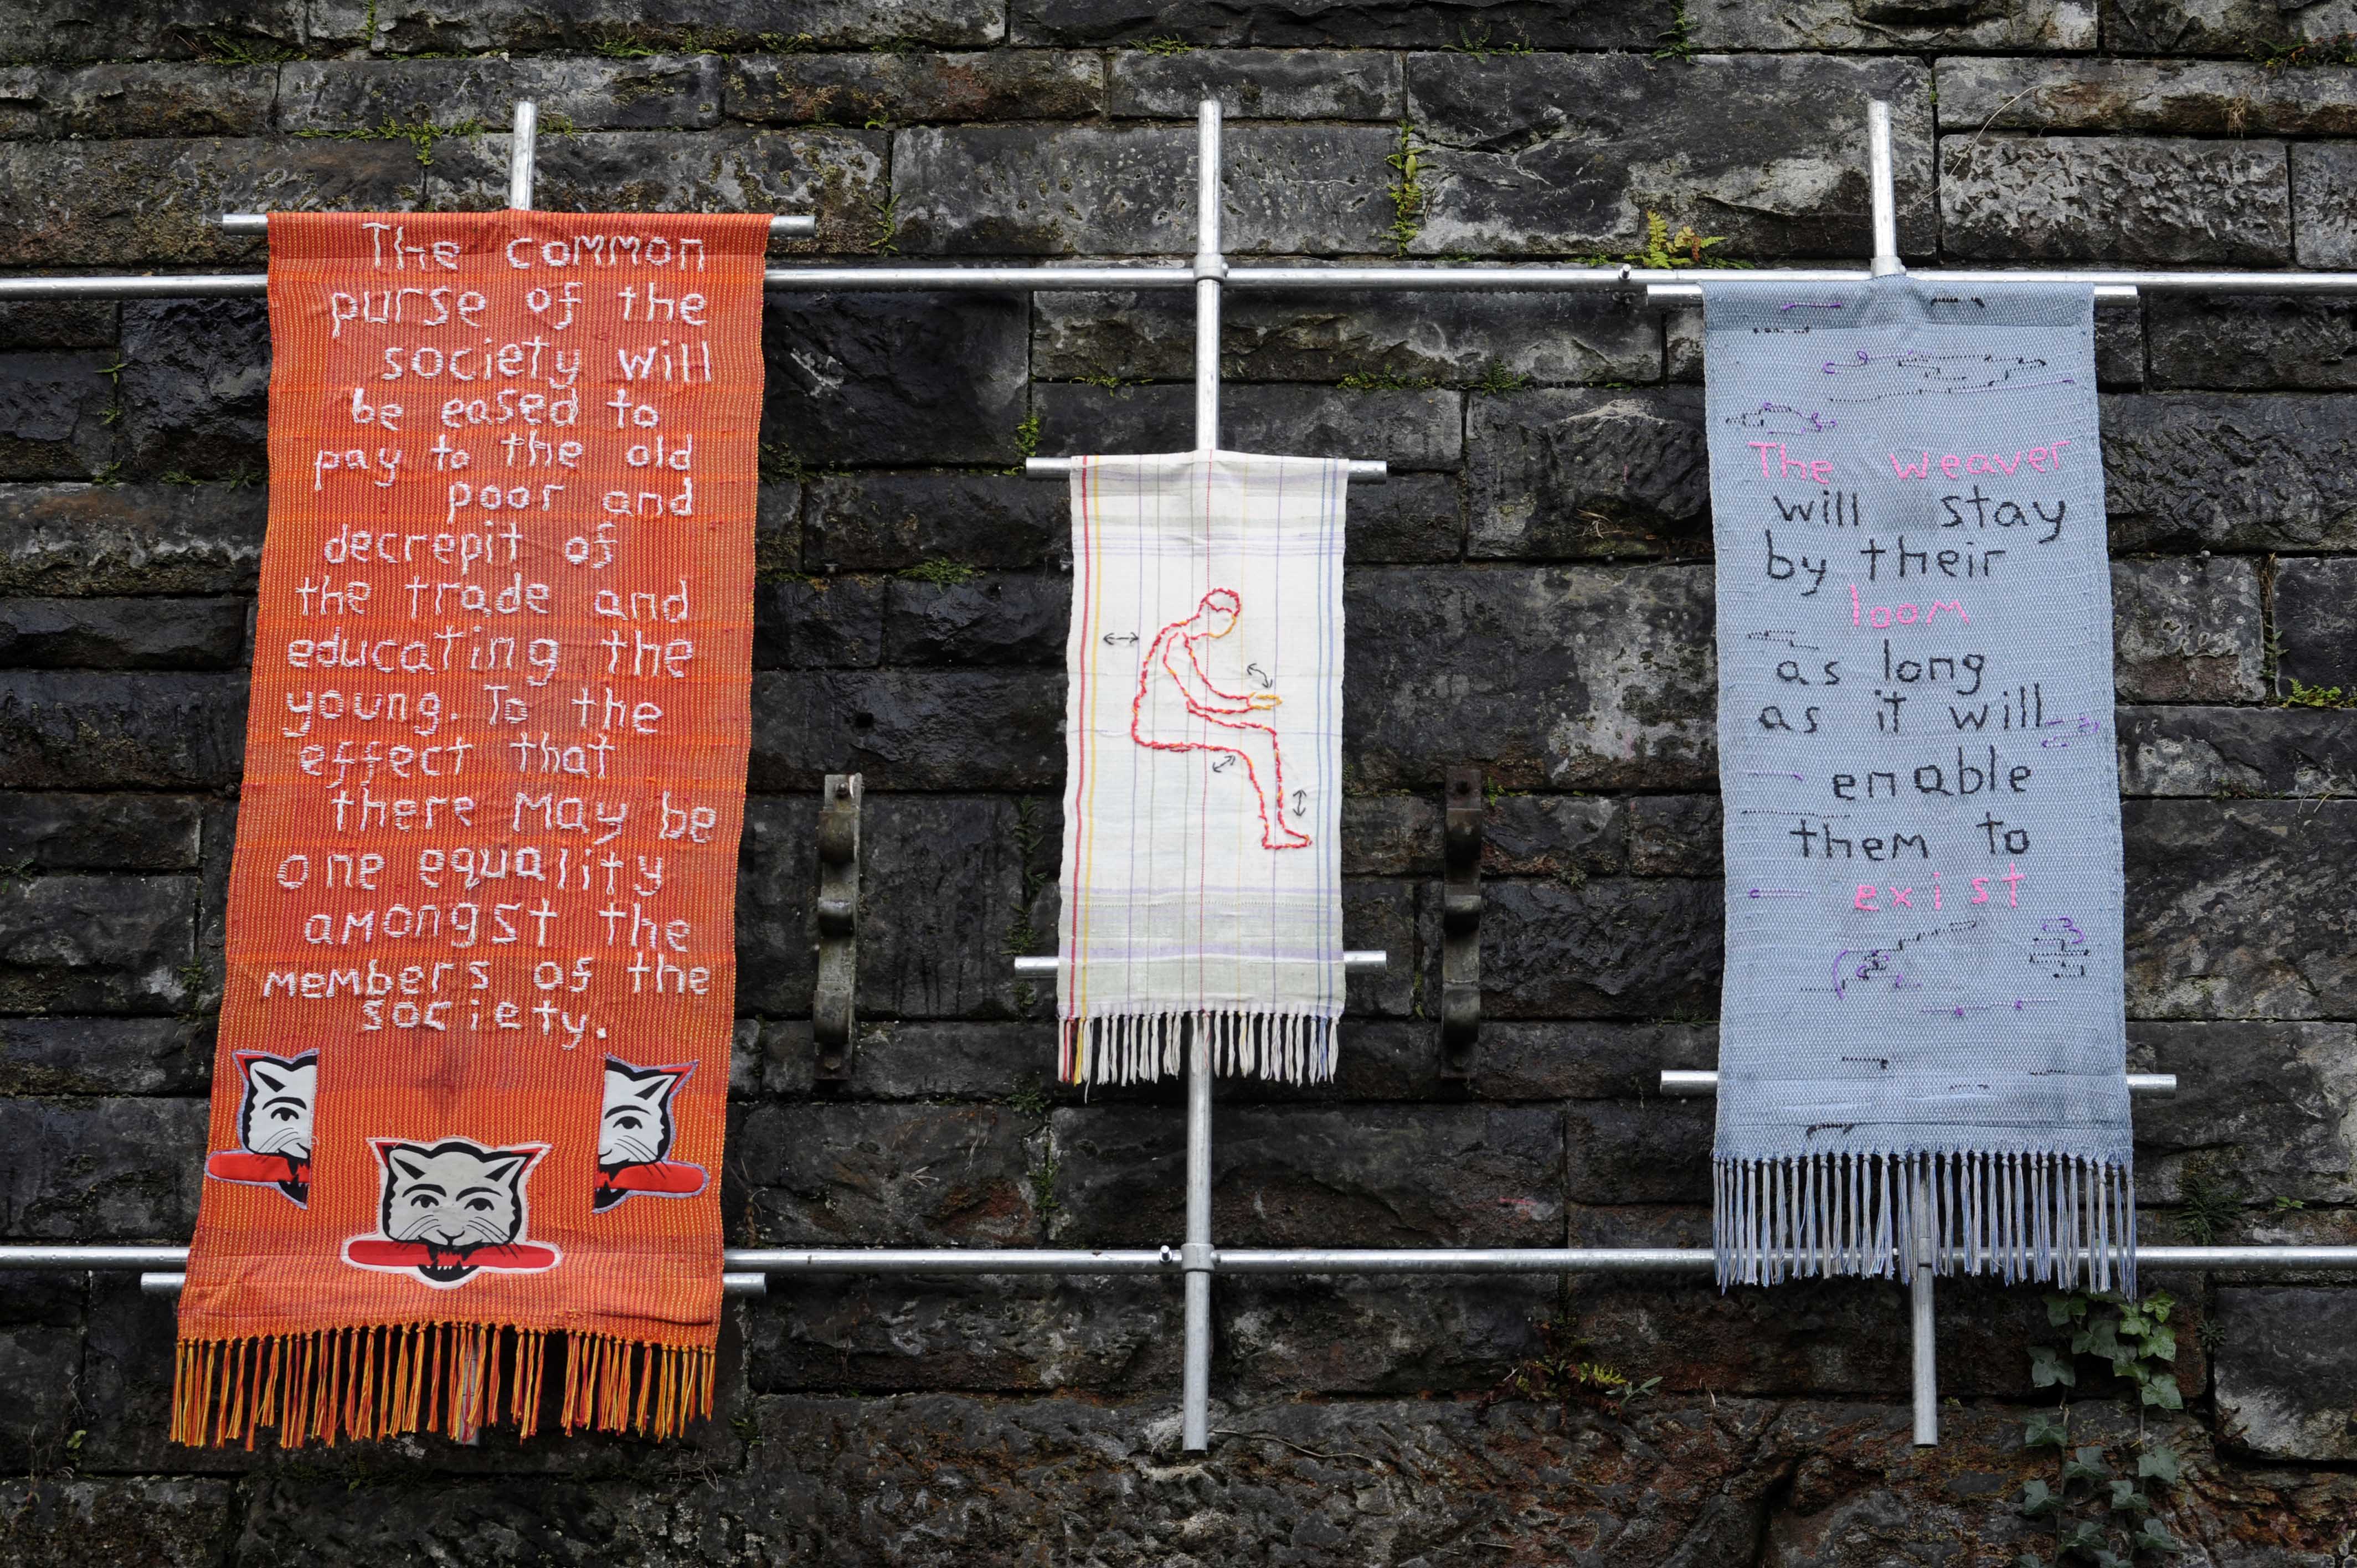 The common
purse of the
society will
be eased to
pay to the old
poor and
decrepit of
the trade and
educating the
young. To the
effect that
there may be
one equality
amongst the
members of the
society.
The weaver
will stay
by their
loom
as long
as it will
enable
them to
exist